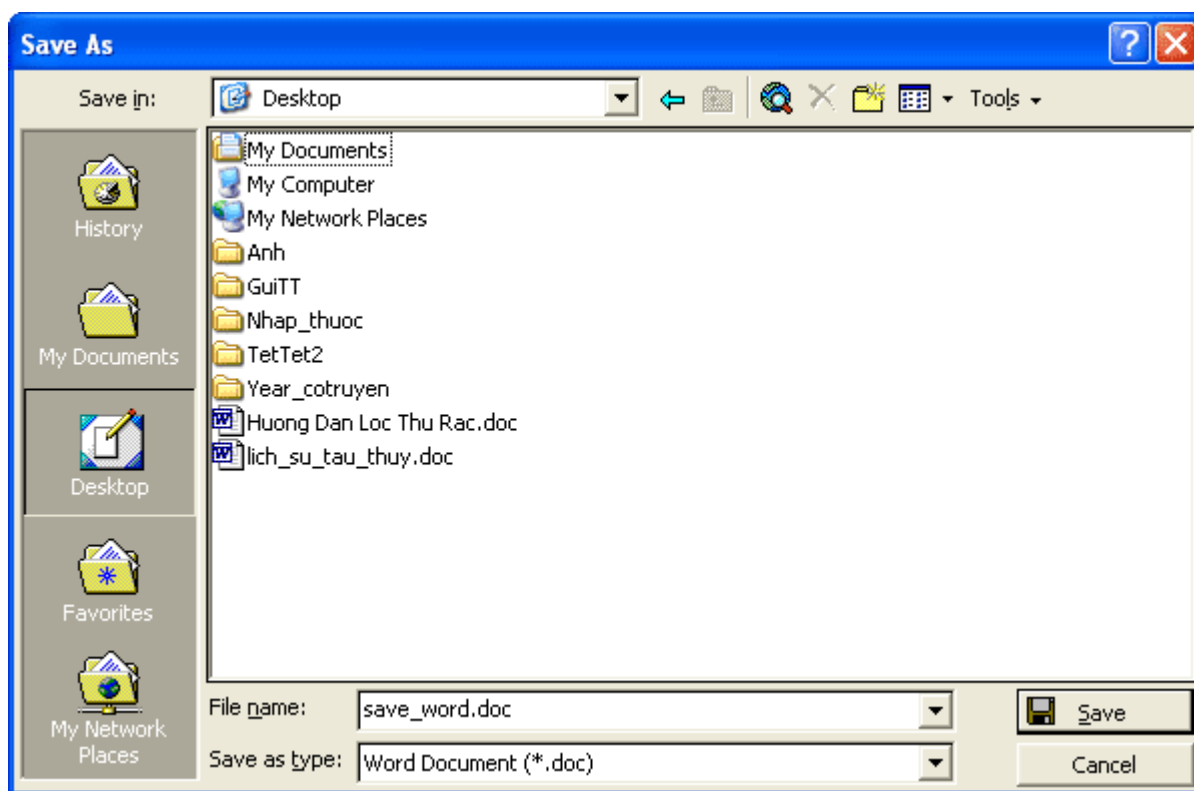 Save As
Save in:
Desktop
Tools
History
My Documents
Desktop
Favorites
My Network
Places
My Documents
My Computer
My Network Places
Anh
GuiTT
Nhap_thuoc
TetTet2
Year_cotruyen
Huong Dan Loc Thu Rac.doc
lich_su_tau_thuy.doc
File name:
save_word.doc
Save
Save as type:
Word Document (*.doc)
Cancel